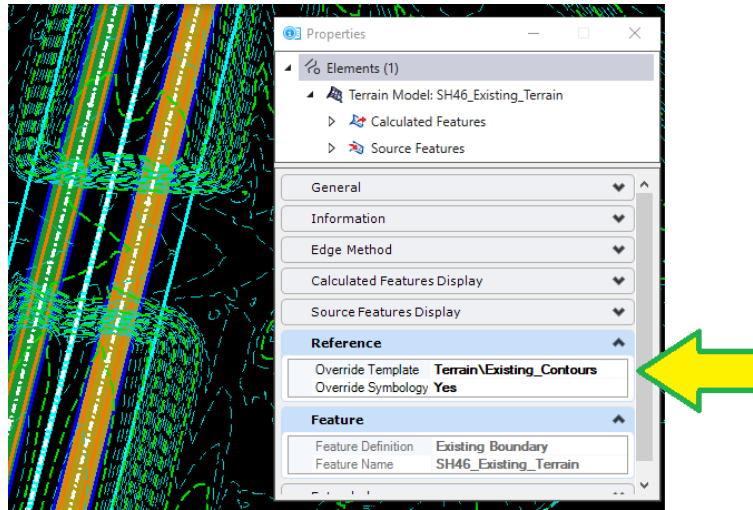 Properties
Elements (1)
Terrain Model: SH46_Existing_Terrain
Calculated Features
Source Features
General
Information
Edge Method
Calculated Features Display
Source Features Display
Reference
Override Template Terrain\Existing_Contours
Override Symbology Yes
Feature
Feature Definition Existing Boundary
Feature Name SH46_Existing_Terrain